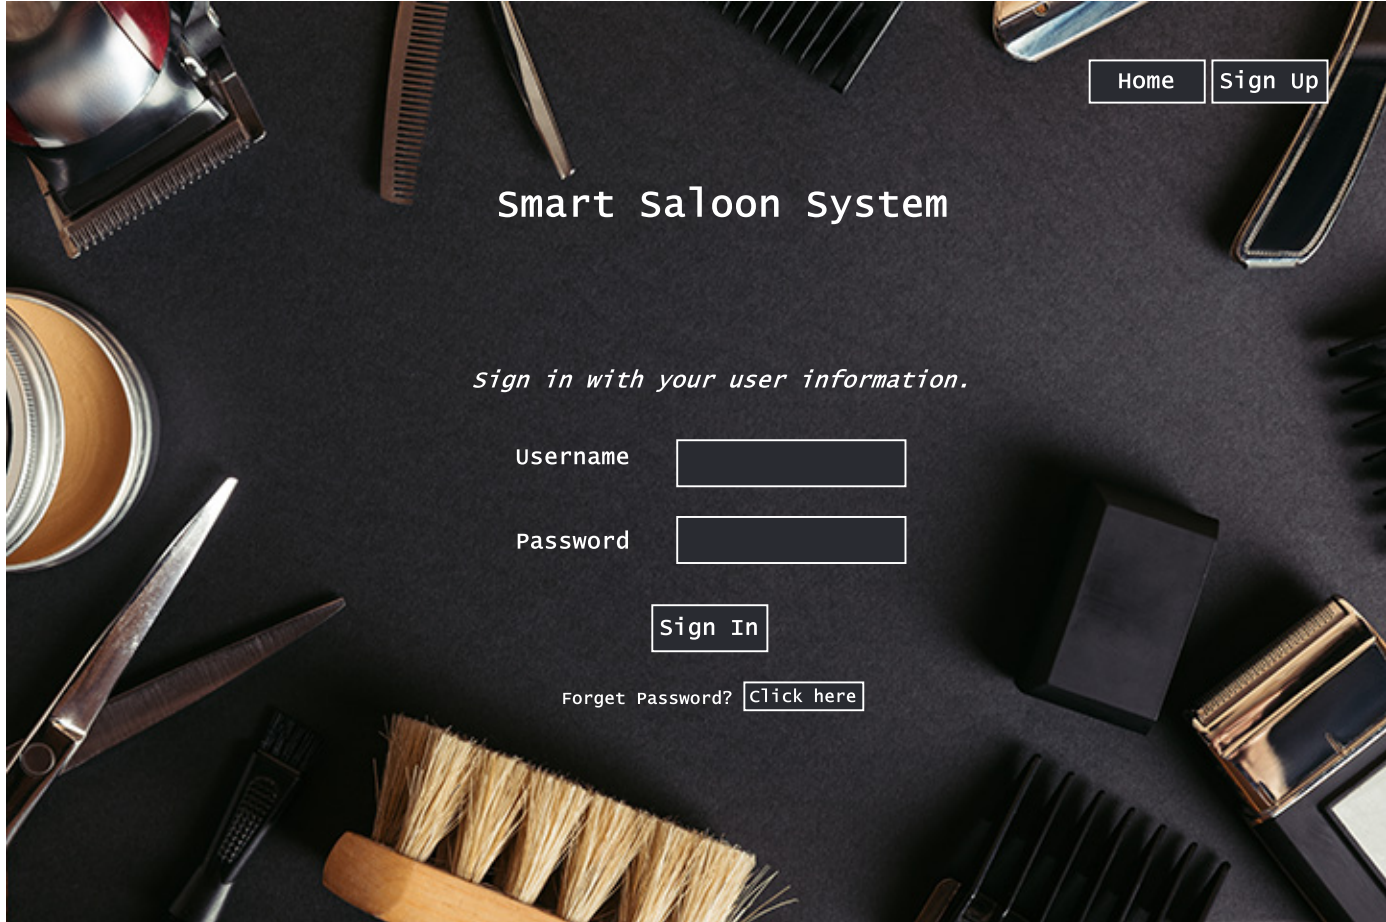 Home Sign Up
Smart Saloon System
Sign in with your user information.
Username
Password
Sign In
Forget Password? Click here